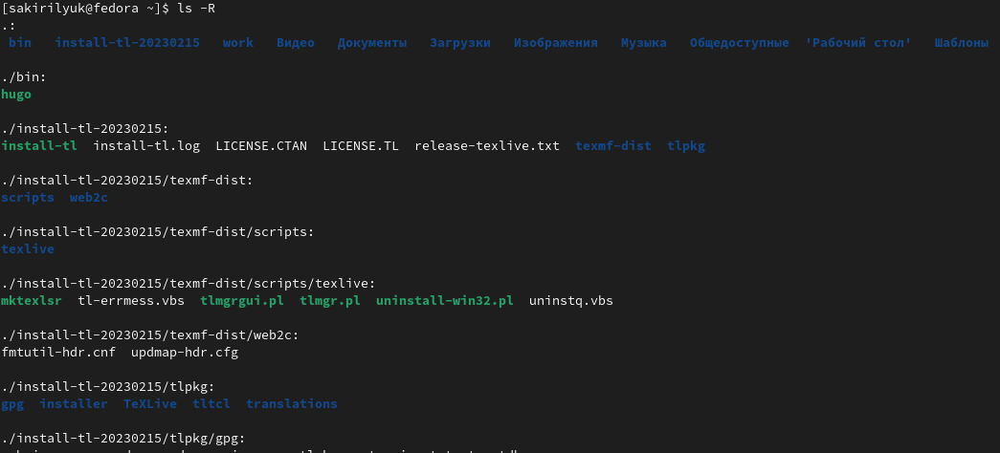 [sakirilyuk@fedora ~]$ ls -R
.:
bin install-tl-20230215 work Видео Документы Загрузки Изображения Музыка Общедоступные 'Рабочий стол' Шаблоны
./bin:
hugo
./install-tl-20230215:
install-tl install-tl.log LICENSE.CTAN LICENSE.TL release-texlive.txt texmf-dist tlpkg
./install-tl-20230215/texmf-dist:
scripts web2c
./install-tl-20230215/texmf-dist/scripts:
texlive
./install-tl-20230215/texmf-dist/scripts/texlive:
mktexlsr tl-errmess.vbs tlmgrgui.pl tlmgr.pl uninstall-win32.pl uninstq.vbs
./install-tl-20230215/texmf-dist/web2c:
fmtutil-hdr.cnf updmap-hdr.cfg
./install-tl-20230215/tlpkg:
gpg installer TeXLive tltcl translations
./install-tl-20230215/tlpkg/gpg: